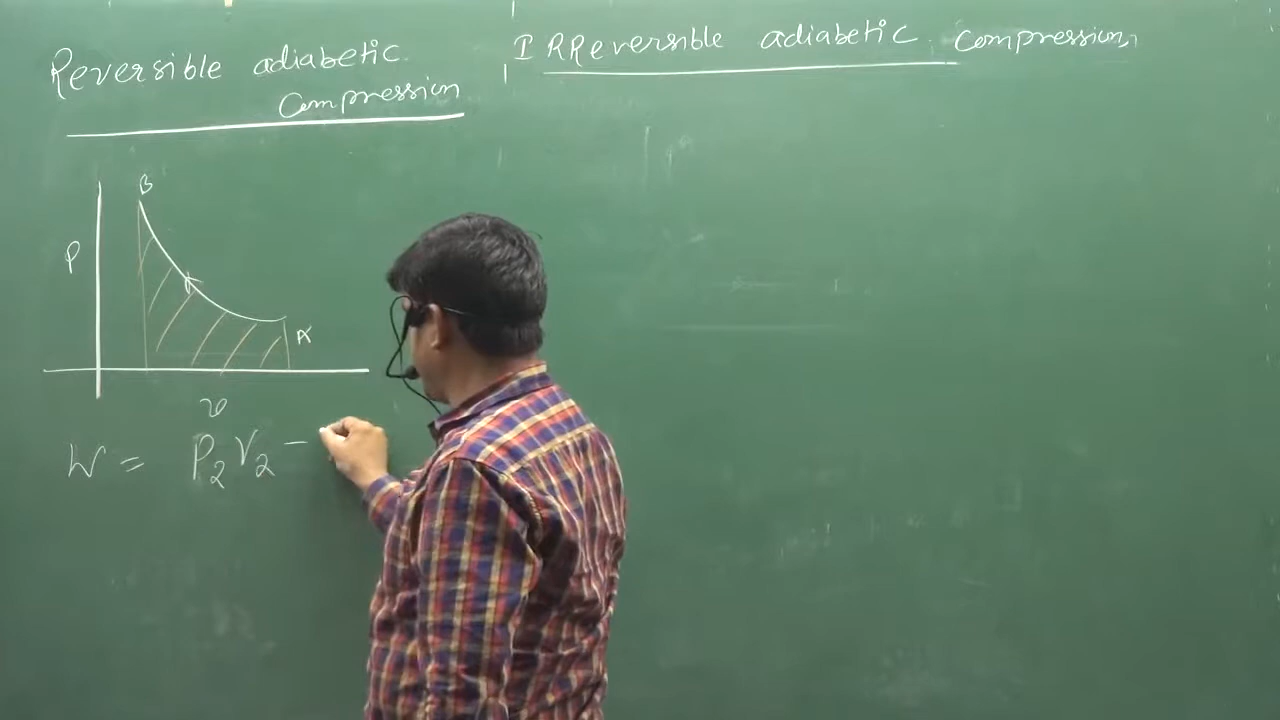 Reversible adiabetic
Compression
IRReversible adiabetic. Compression,
B
P
A
v
W = P₂V₂ –